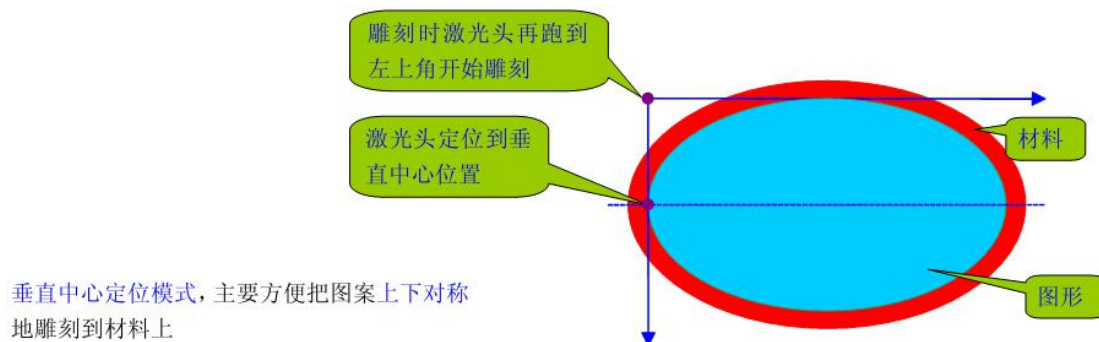 雕刻时激光头再跑到
左上角开始雕刻
激光头定位到垂
直中心位置
材料
图形
垂直中心定位模式，主要方便把图案上下对称
地雕刻到材料上